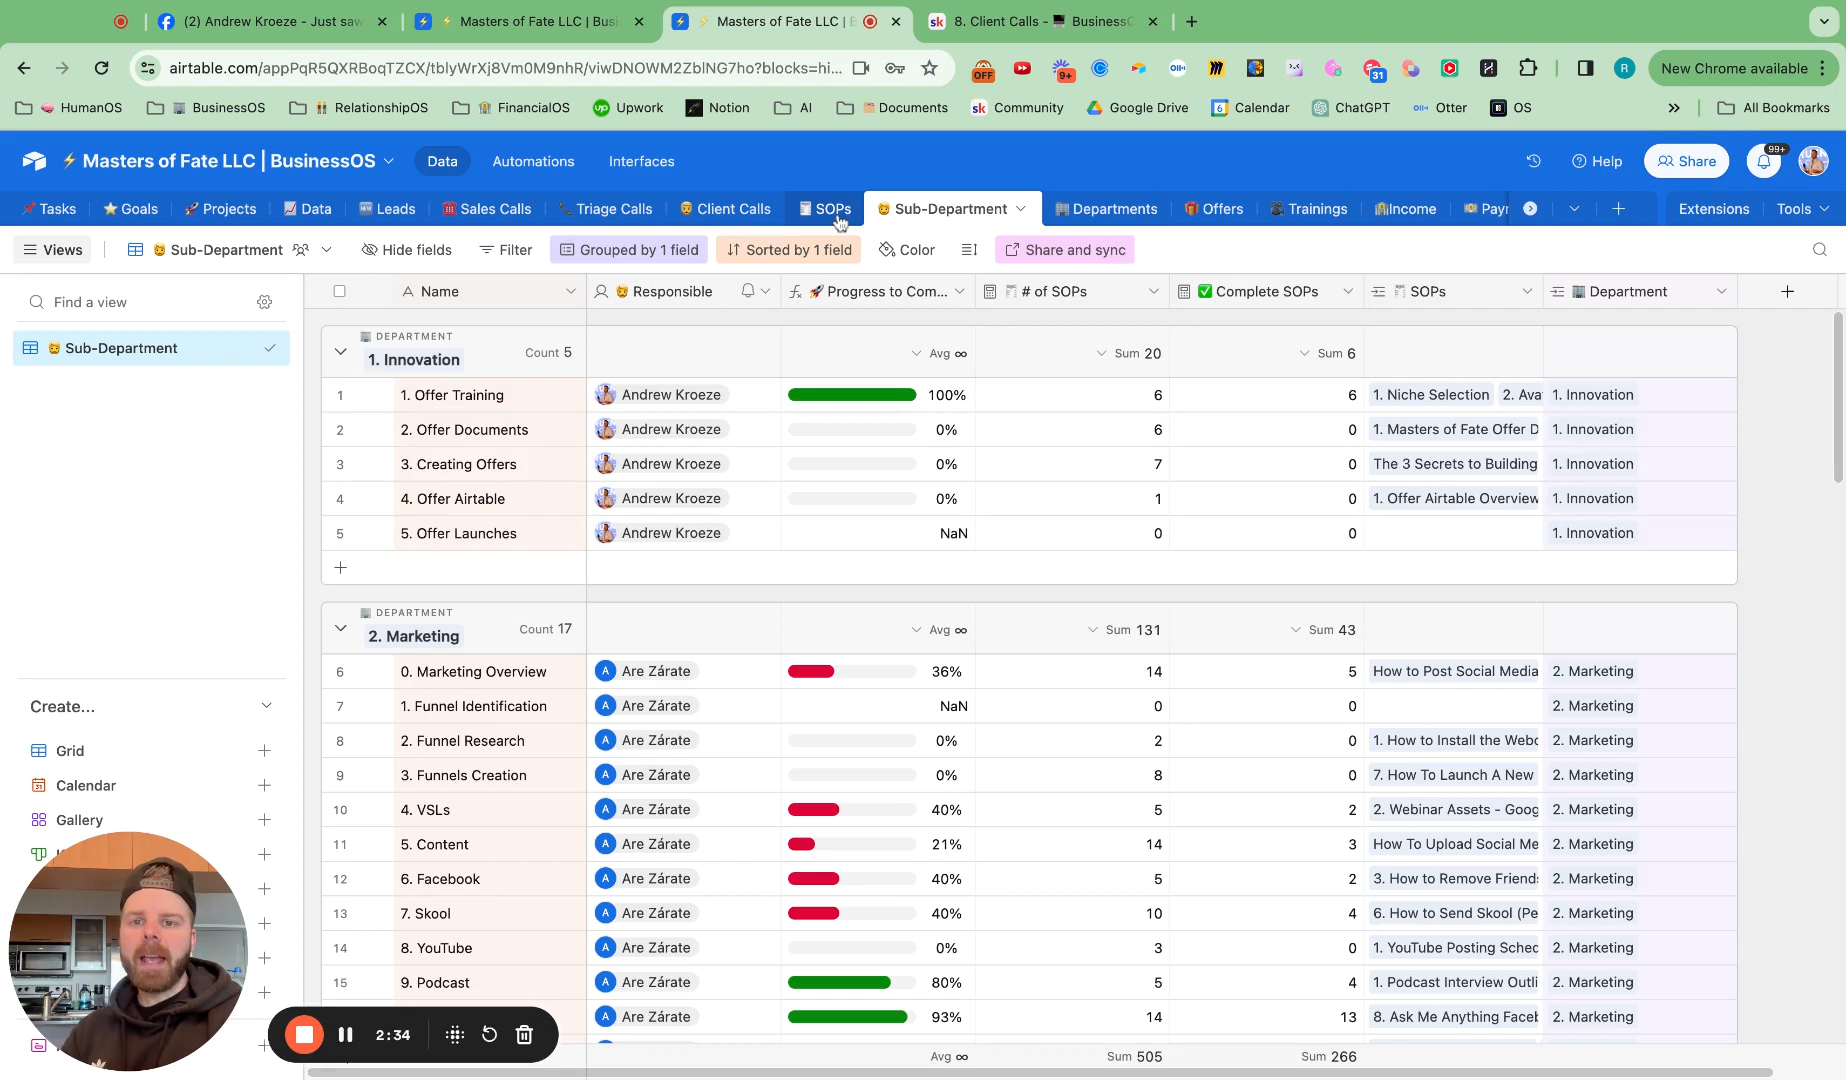 (2) Andrew Kroeze - Just saw
Masters of Fate LLC | Busi
Masters of Fate LLC | B
sk 8. Client Calls - BusinessO
airtable.com/appPqR5QXRBoqTZCX/tblyWrXj8Vm0M9nhR/viwDNOWM2ZblNG7ho?blocks=hi...
OFF
9+
31
R
New Chrome available
HumanOS
BusinessOS
RelationshipOS
FinancialOS
up Upwork
Notion
AI
Documents
sk Community
Google Drive
6 Calendar
ChatGPT
Otter
OS
All Bookmarks
Masters of Fate LLC | BusinessOS
Data
Automations
Interfaces
Help
Share
99+
Tasks
Goals
Projects
Data
Leads
Sales Calls
Triage Calls
Client Calls
SOPs
Sub-Department
Departments
Offers
Trainings
Income
Payr
Extensions
Tools
Views
Sub-Department
Hide fields
Filter
Grouped by 1 field
Sorted by 1 field
Color
Share and sync
Find a view
Sub-Department
Create...
Grid
Calendar
Gallery
Name Responsible Progress to Com... # of SOPs Complete SOPs SOPs Department
DEPARTMENT
1. Innovation Count 5 Avg ∞ Sum 20 Sum 6
1 1. Offer Training Andrew Kroeze 100% 6 6 1. Niche Selection 2. Ava 1. Innovation
2 2. Offer Documents Andrew Kroeze 0% 6 0 1. Masters of Fate Offer D 1. Innovation
3 3. Creating Offers Andrew Kroeze 0% 7 0 The 3 Secrets to Building 1. Innovation
4 4. Offer Airtable Andrew Kroeze 0% 1 0 1. Offer Airtable Overview 1. Innovation
5 5. Offer Launches Andrew Kroeze NaN 0 0 1. Innovation
DEPARTMENT
2. Marketing Count 17 Avg ∞ Sum 131 Sum 43
6 0. Marketing Overview A Are Zárate 36% 14 5 How to Post Social Media 2. Marketing
7 1. Funnel Identification A Are Zárate NaN 0 0 2. Marketing
8 2. Funnel Research A Are Zárate 0% 2 0 1. How to Install the Webc 2. Marketing
9 3. Funnels Creation A Are Zárate 0% 8 0 7. How To Launch A New 2. Marketing
10 4. VSLs A Are Zárate 40% 5 2 2. Webinar Assets - Goog 2. Marketing
11 5. Content A Are Zárate 21% 14 3 How To Upload Social Me 2. Marketing
12 6. Facebook A Are Zárate 40% 5 2 3. How to Remove Friend 2. Marketing
13 7. Skool A Are Zárate 40% 10 4 6. How to Send Skool (Pe 2. Marketing
14 8. YouTube A Are Zárate 0% 3 0 1. YouTube Posting Sched 2. Marketing
15 9. Podcast A Are Zárate 80% 5 4 1. Podcast Interview Outli 2. Marketing
A Are Zárate 93% 14 13 8. Ask Me Anything Faceb 2. Marketing
2:34
Avg ∞ Sum 505 Sum 266